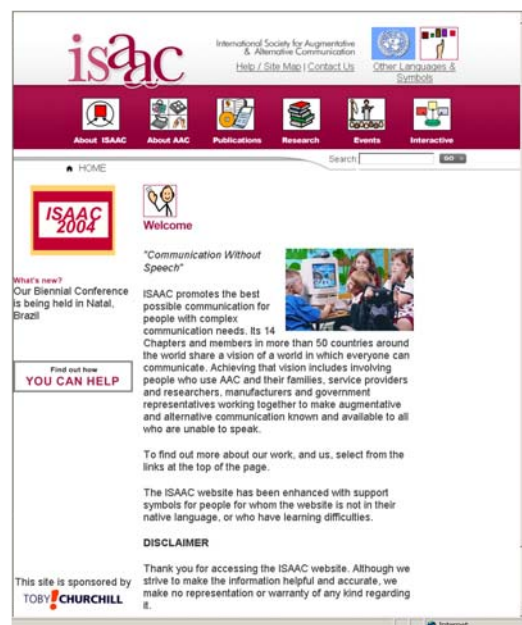 isaac
International Society for Augmentative
& Alternative Communication
Help / Site Map | Contact Us
Other Languages &
Symbols
About ISAAC
About AAC
Publications
Research
Events
Interactive
Search
GO
HOME
ISAAC
2004
What's new?
Our Biennial Conference
is being held in Natal,
Brazil
Find out how
YOU CAN HELP
Welcome
"Communication Without
Speech"
ISAAC promotes the best
possible communication for
people with complex
communication needs. Its 14
Chapters and members in more than 50 countries around
the world share a vision of a world in which everyone can
communicate. Achieving that vision includes involving
people who use AAC and their families, service providers
and researchers, manufacturers and government
representatives working together to make augmentative
and alternative communication known and available to all
who are unable to speak.
To find out more about our work, and us, select from the
links at the top of the page.
The ISAAC website has been enhanced with support
symbols for people for whom the website is not in their
native language, or who have learning difficulties.
DISCLAIMER
Thank you for accessing the ISAAC website. Although we
strive to make the information helpful and accurate, we
make no representation or warranty of any kind regarding
it.
This site is sponsored by
TOBY CHURCHILL
Internet